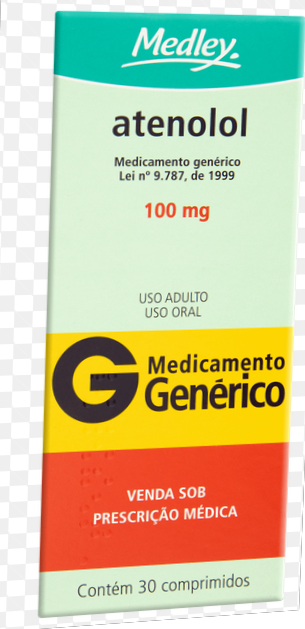 Medley.
atenolol
Medicamento genérico
Lei nº 9.787, de 1999
100 mg
USO ADULTO
USO ORAL
G Medicamento
Genérico
VENDA SOB
PRESCRIÇÃO MÉDICA
Contém 30 comprimidos